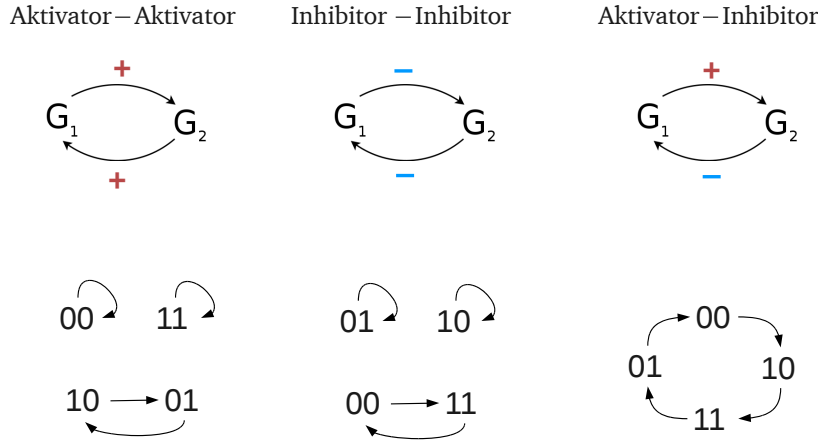 Aktivator – Aktivator Inhibitor – Inhibitor Aktivator – Inhibitor
+ − +
G1 G2 G1 G2 G1 G2
+ − −
00 11 01 10 00
01 10
10 01 00 11 11